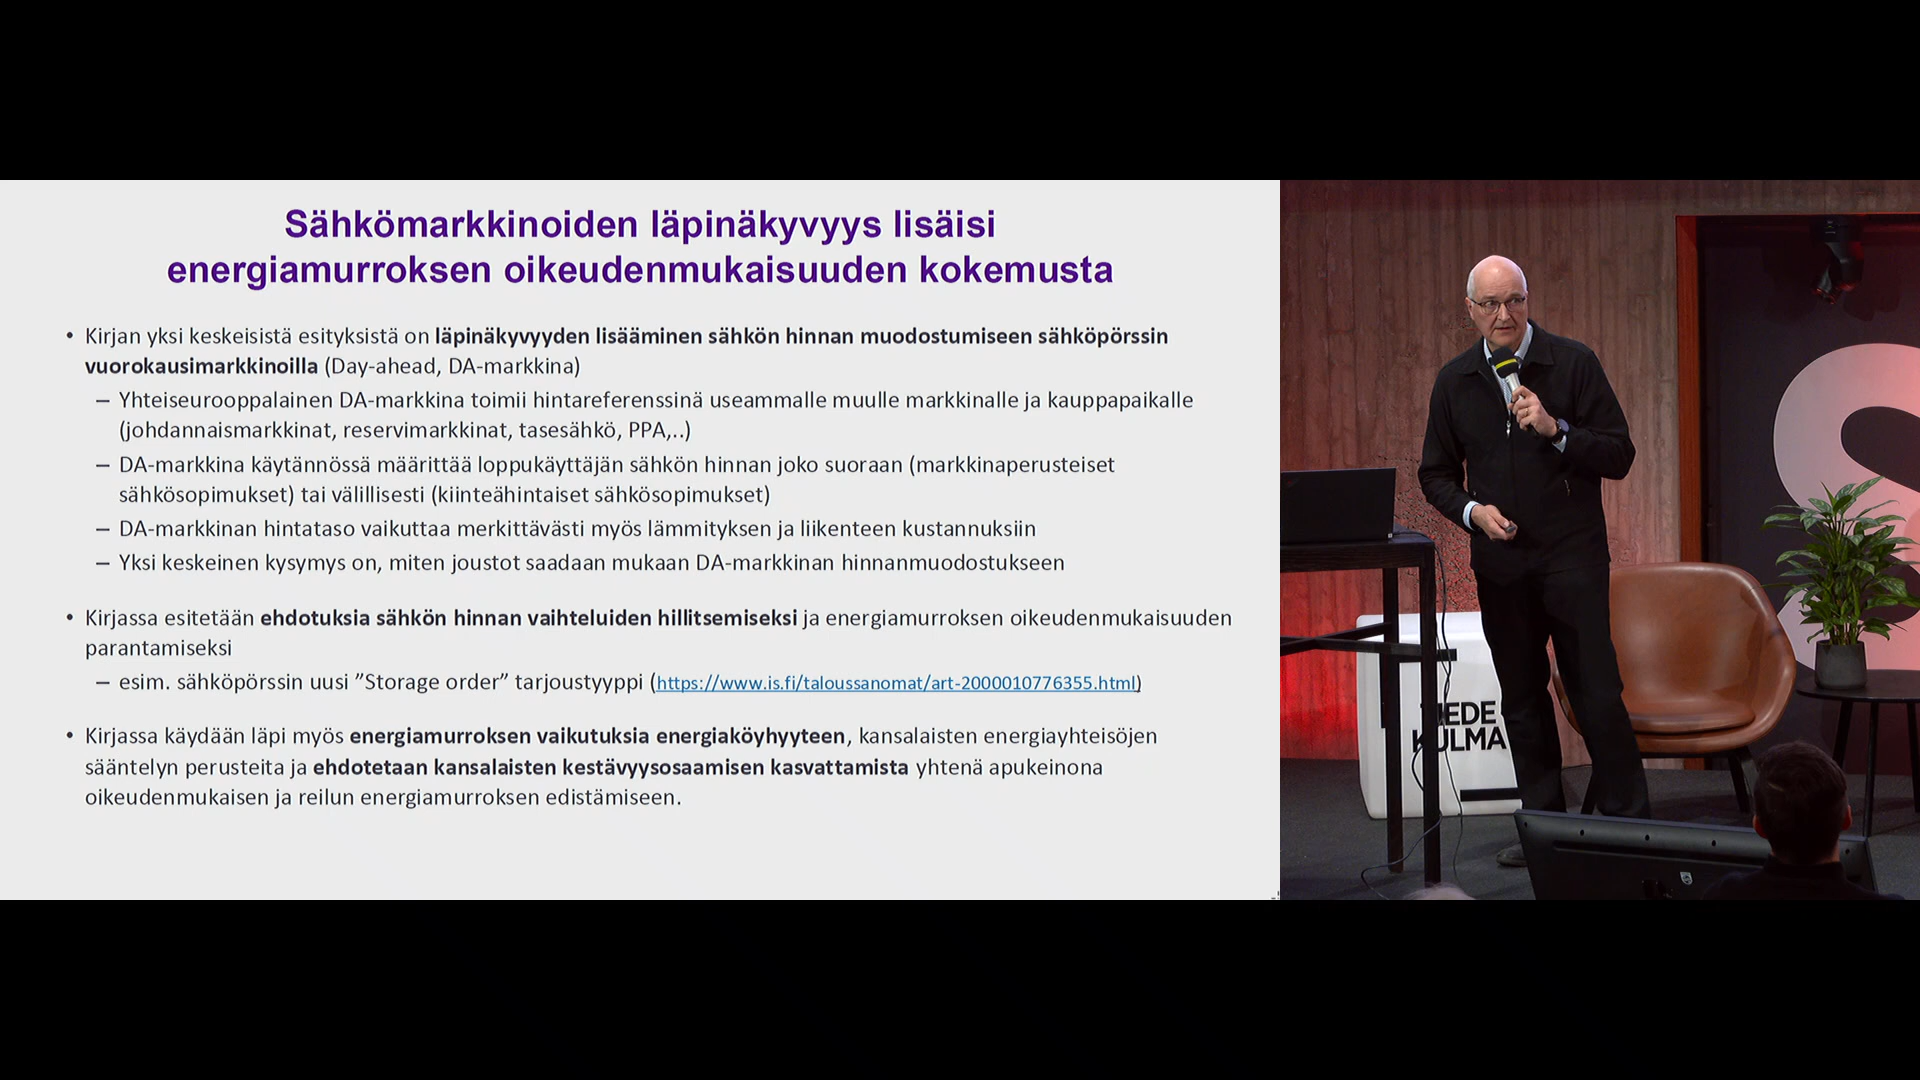 Sähkömarkkinoiden läpinäkyvyys lisäisi
energiamurroksen oikeudenmukaisuuden kokemusta
• Kirjan yksi keskeisistä esityksistä on läpinäkyvyyden lisääminen sähkön hinnan muodostumiseen sähköpörssin
vuorokausimarkkinoilla (Day-ahead, DA-markkina)
– Yhteiseurooppalainen DA-markkina toimii hintareferenssinä useammalle muulle markkinalle ja kauppapaikalle
(johdannaismarkkinat, reservimarkkinat, tasesähkö, PPA,..)
– DA-markkina käytännössä määrittää loppukäyttäjän sähkön hinnan joko suoraan (markkinaperusteiset
sähkösopimukset) tai välillisesti (kiinteähintaiset sähkösopimukset)
– DA-markkinan hintataso vaikuttaa merkittävästi myös lämmityksen ja liikenteen kustannuksiin
– Yksi keskeinen kysymys on, miten joustot saadaan mukaan DA-markkinan hinnanmuodostukseen
• Kirjassa esitetään ehdotuksia sähkön hinnan vaihteluiden hillitsemiseksi ja energiamurroksen oikeudenmukaisuuden
parantamiseksi
– esim. sähköpörssin uusi ”Storage order” tarjoustyyppi (https://www.is.fi/taloussanomat/art-2000010776355.html)
• Kirjassa käydään läpi myös energiamurroksen vaikutuksia energiaköyhyyteen, kansalaisten energiayhteisöjen
sääntelyn perusteita ja ehdotetaan kansalaisten kestävyysosaamisen kasvattamista yhtenä apukeinona
oikeudenmukaisen ja reilun energiamurroksen edistämiseen.
TIEDE
KULMA